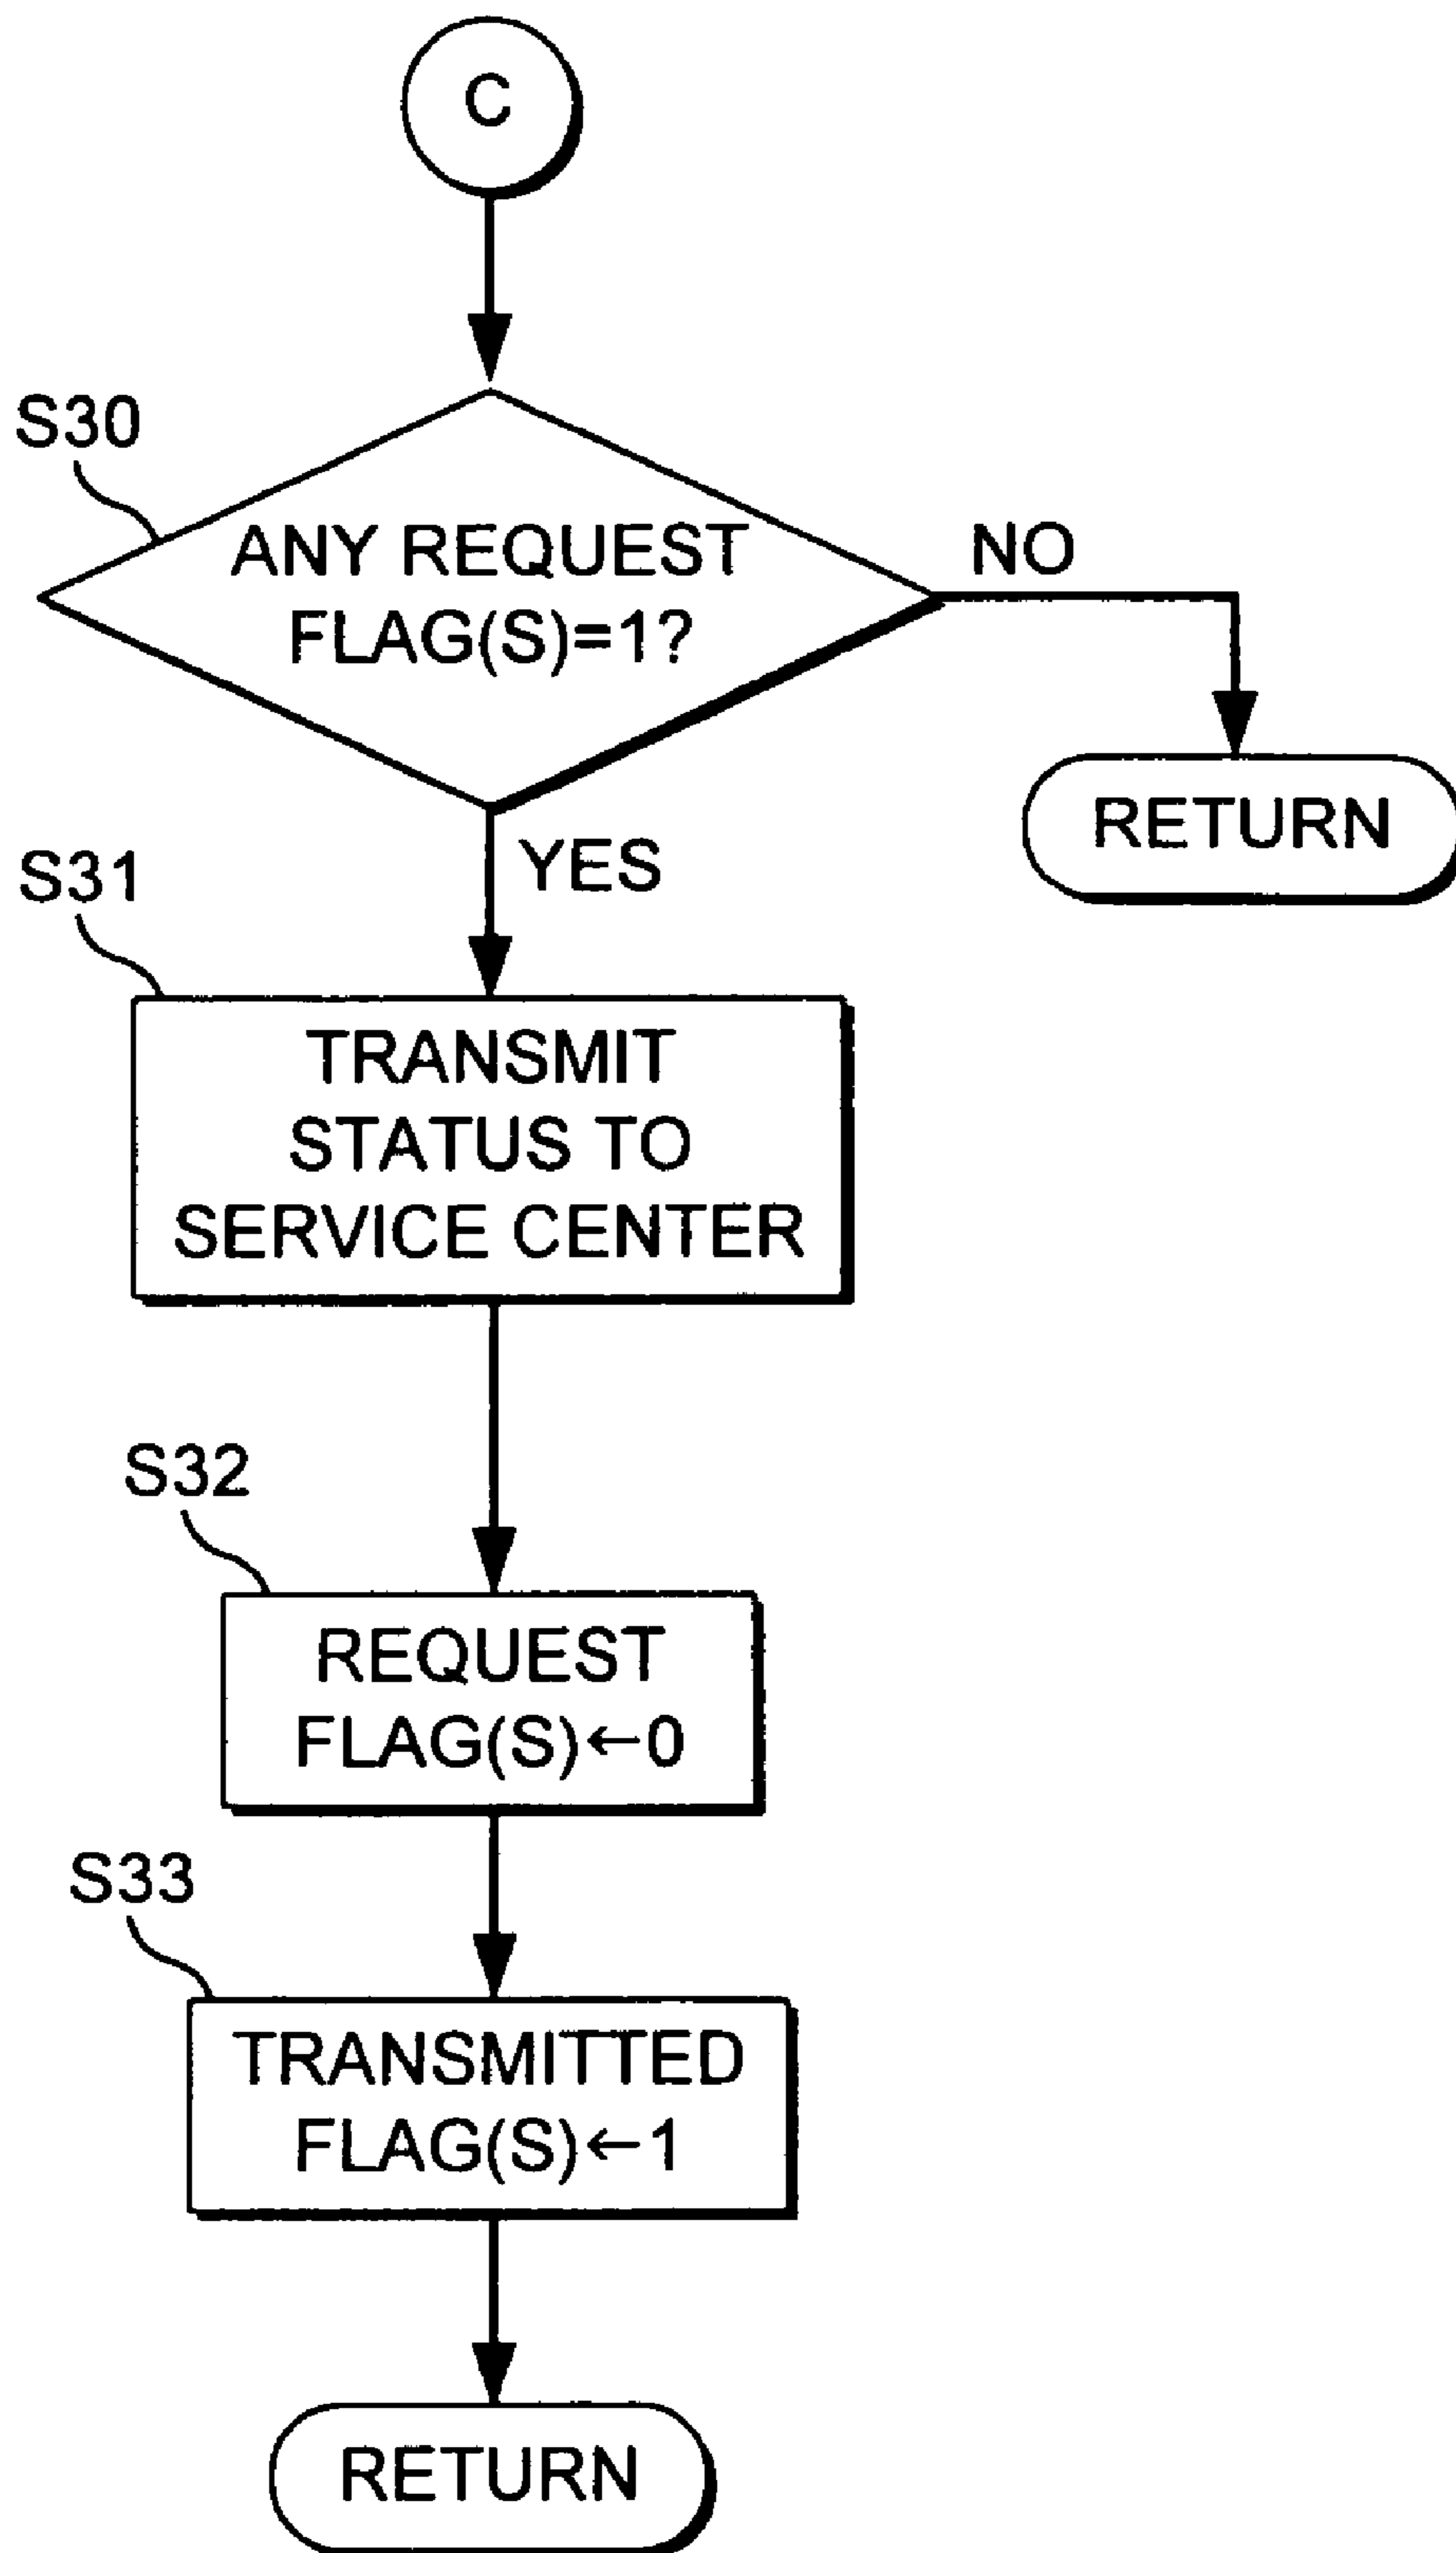 C
S30
ANY REQUEST
FLAG(S)=1?
NO
RETURN
YES
S31
TRANSMIT
STATUS TO
SERVICE CENTER
S32
REQUEST
FLAG(S)←0
S33
TRANSMITTED
FLAG(S)←1
RETURN